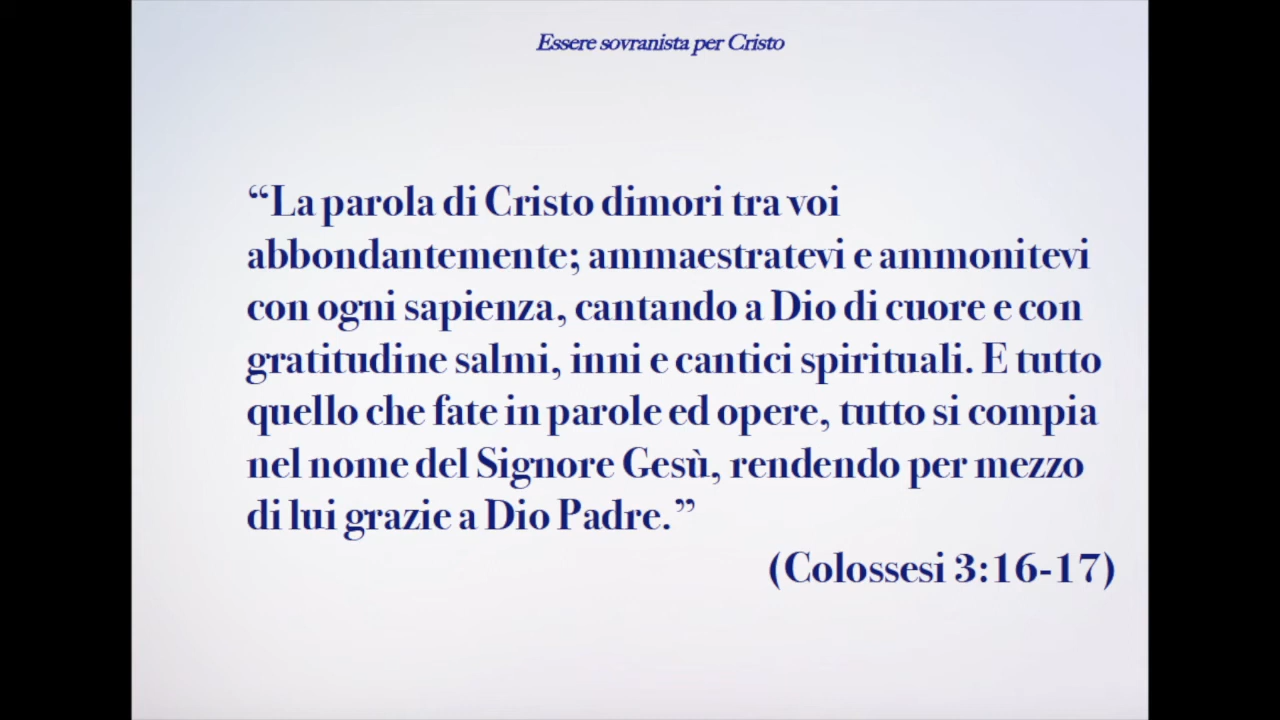 Essere sovranista per Cristo
“La parola di Cristo dimori tra voi
abbondantemente; ammaestratevi e ammonitevi
con ogni sapienza, cantando a Dio di cuore e con
gratitudine salmi, inni e cantici spirituali. E tutto
quello che fate in parole ed opere, tutto si compia
nel nome del Signore Gesù, rendendo per mezzo
di lui grazie a Dio Padre.”
(Colossesi 3:16-17)